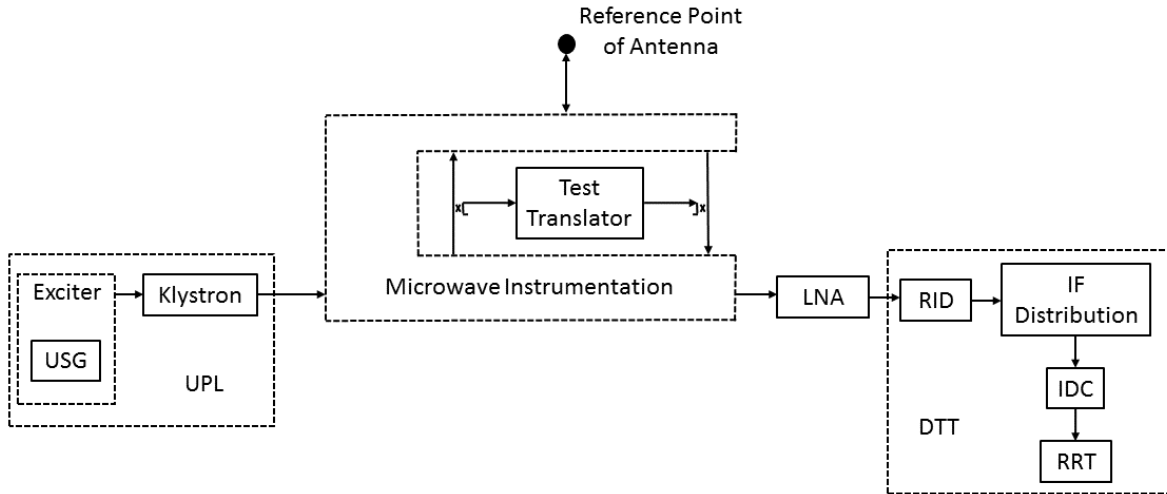 Reference Point
of Antenna
Test
Translator
x[
]x
Microwave Instrumentation
Exciter
Klystron
USG
UPL
LNA
RID
IF
Distribution
IDC
DTT
RRT